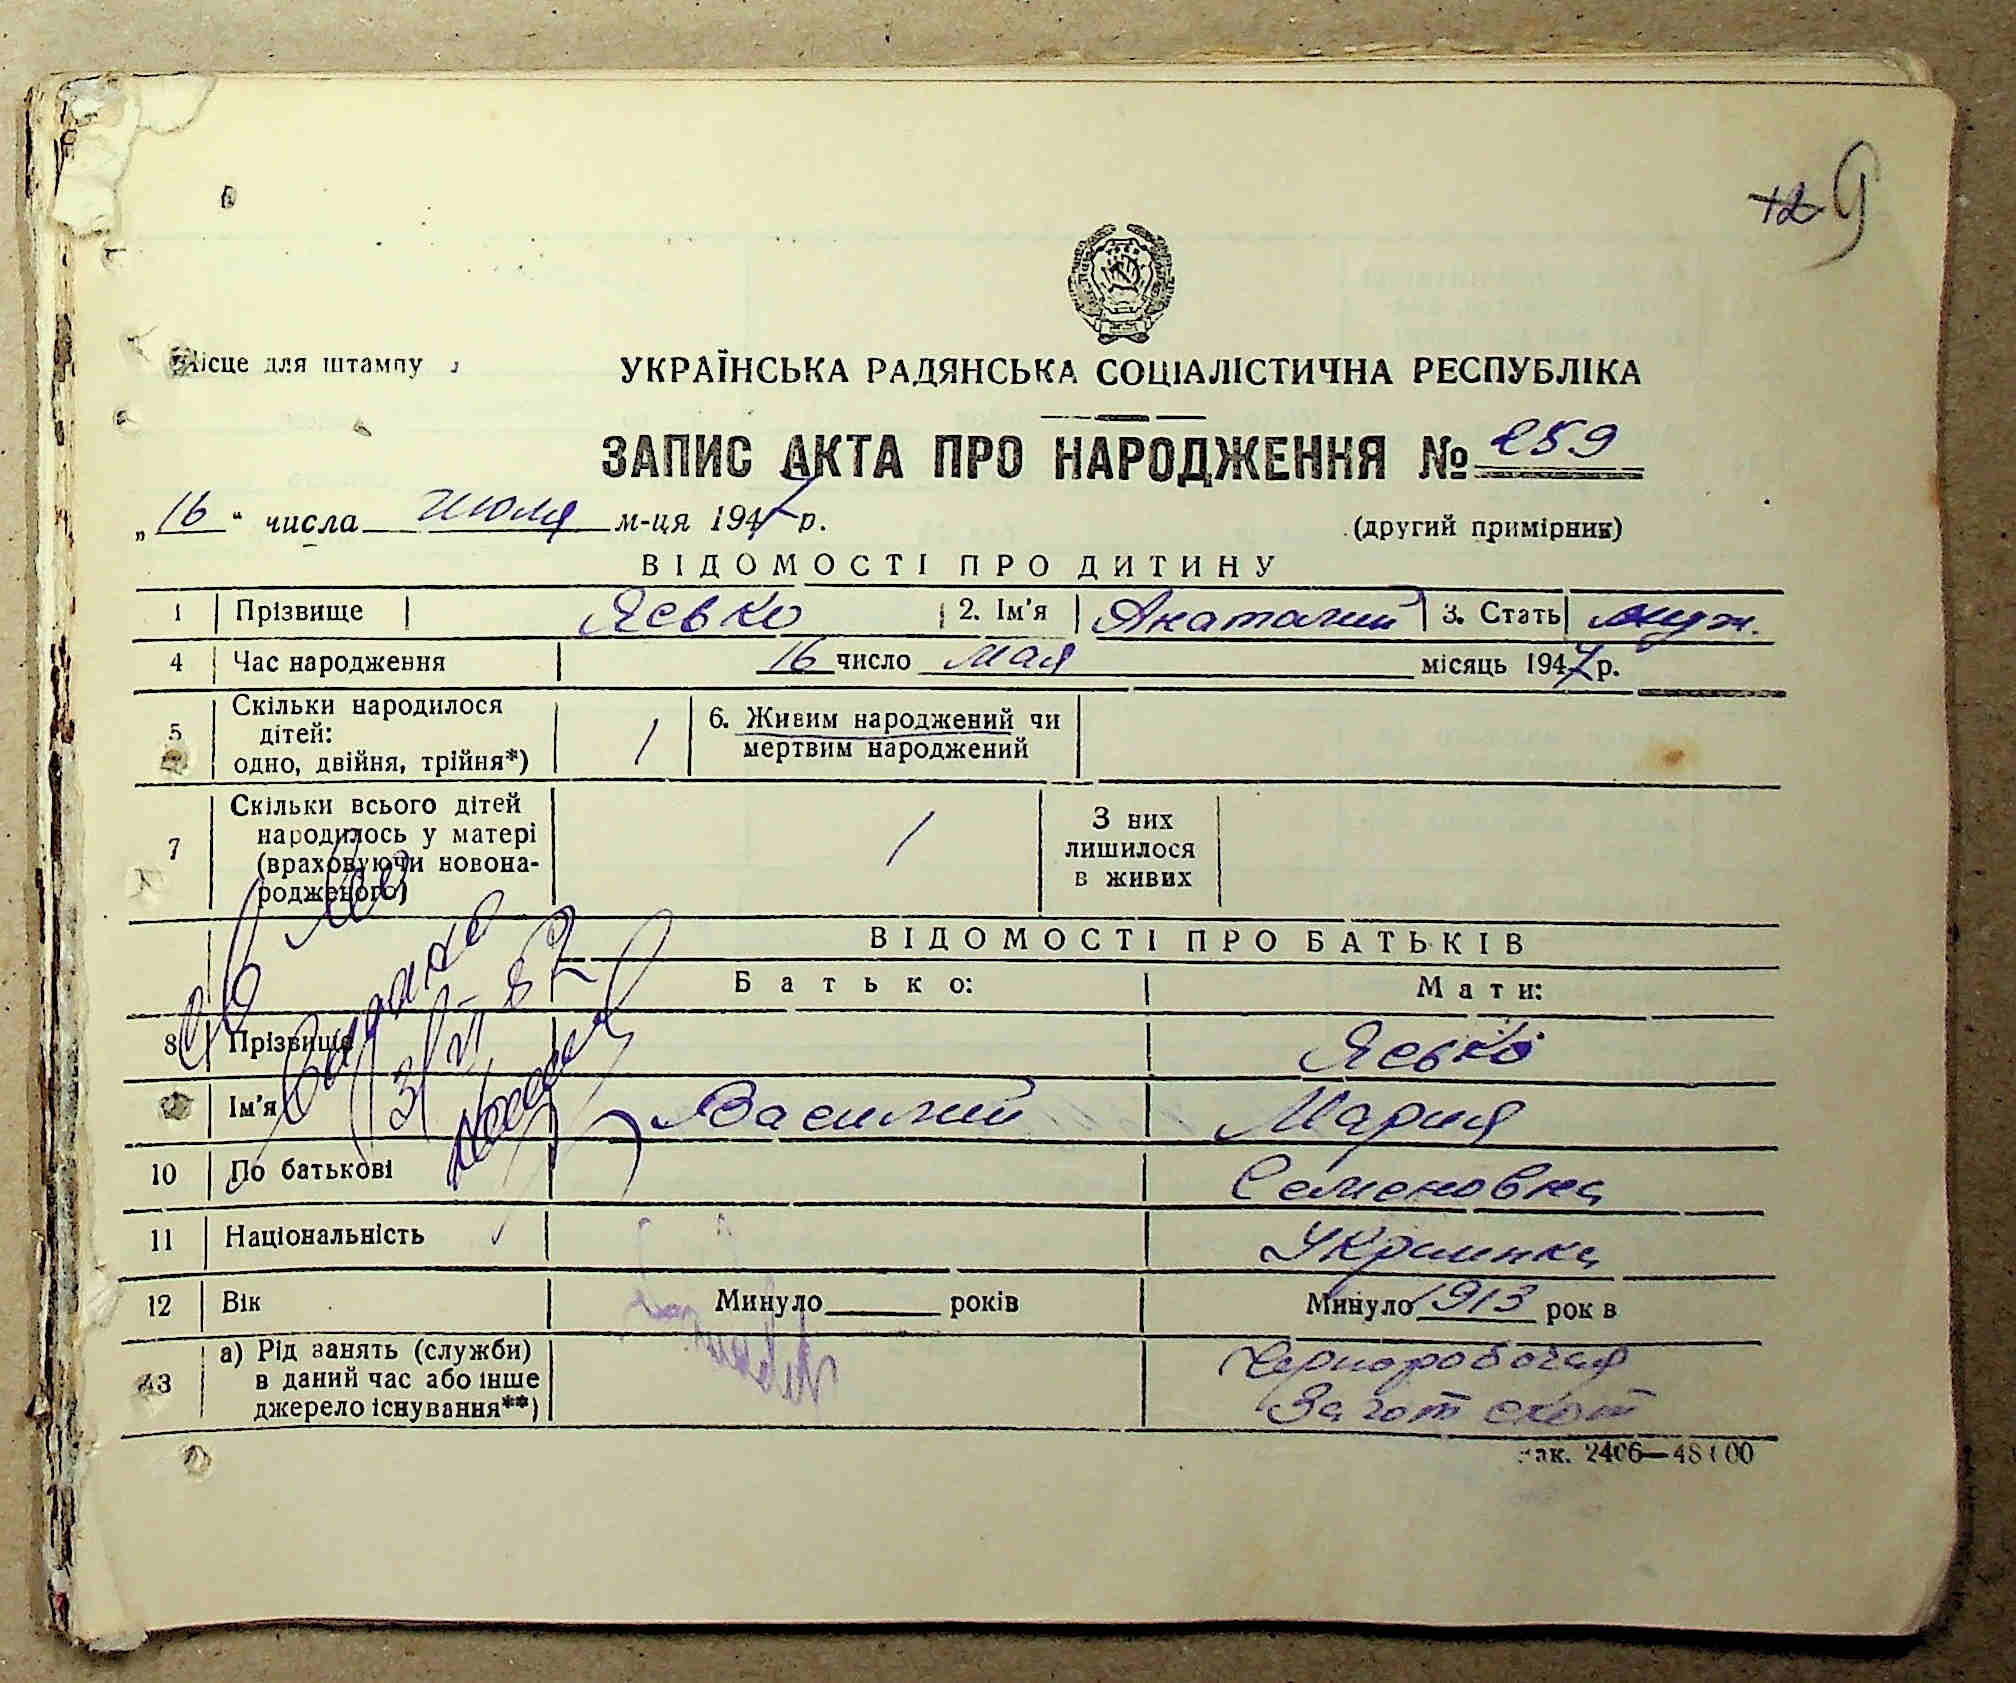 12 9
Місце для штампу
УКРАЇНСЬКА РАДЯНСЬКА СОЦІАЛІСТИЧНА РЕСПУБЛІКА
ЗАПИС АКТА ПРО НАРОДЖЕННЯ № 259
„16“ числа июля м-ця 1947 р. (другий примірник)
ВІДОМОСТІ ПРО ДИТИНУ
1 Прізвище Ясько 2. Ім'я Анатолий 3. Стать муж.
4 Час народження 16 число мая місяць 1947 р.
5 Скільки народилося дітей: одно, двійня, трійня*) 1 6. Живим народжений чи мертвим народжений
7 Скільки всього дітей народилось у матері (враховуючи новонародженого) 1 З них лишилося в живих
ВІДОМОСТІ ПРО БАТЬКІВ
Батько: Мати:
8 Прізвище Ясько
Ім'я Василий Мария
10 По батькові Семеновна
11 Національність Украинка
12 Вік Минуло років Минуло 1913 рок в
13 а) Рід занять (служби) в даний час або інше джерело існування**) Чернорабочая
Заготскот
зак. 2406—48100